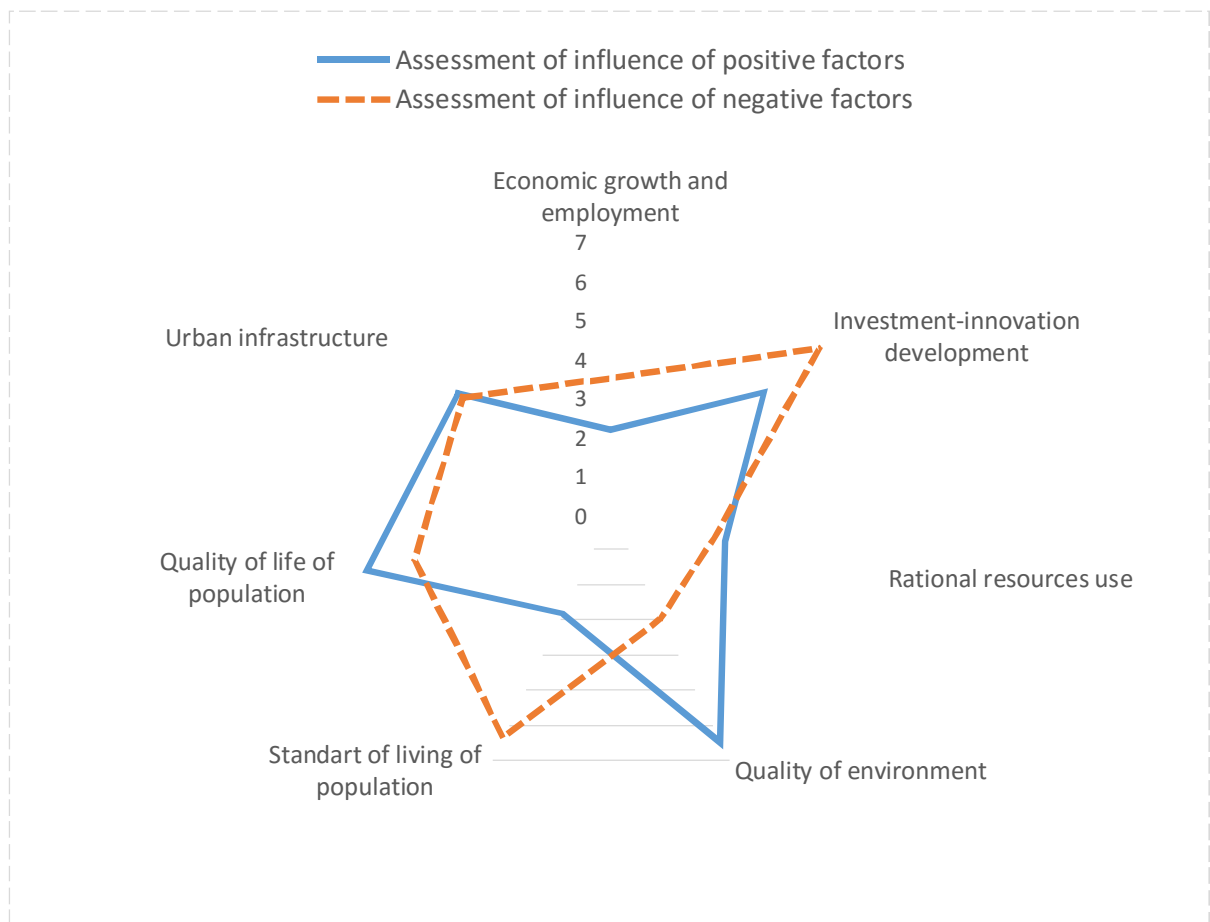 Assessment of influence of positive factors
Assessment of influence of negative factors
Economic growth and
employment
7
6
5
4
3
2
1
0
Investment-innovation
development
Rational resources use
Quality of environment
Standart of living of
population
Quality of life of
population
Urban infrastructure